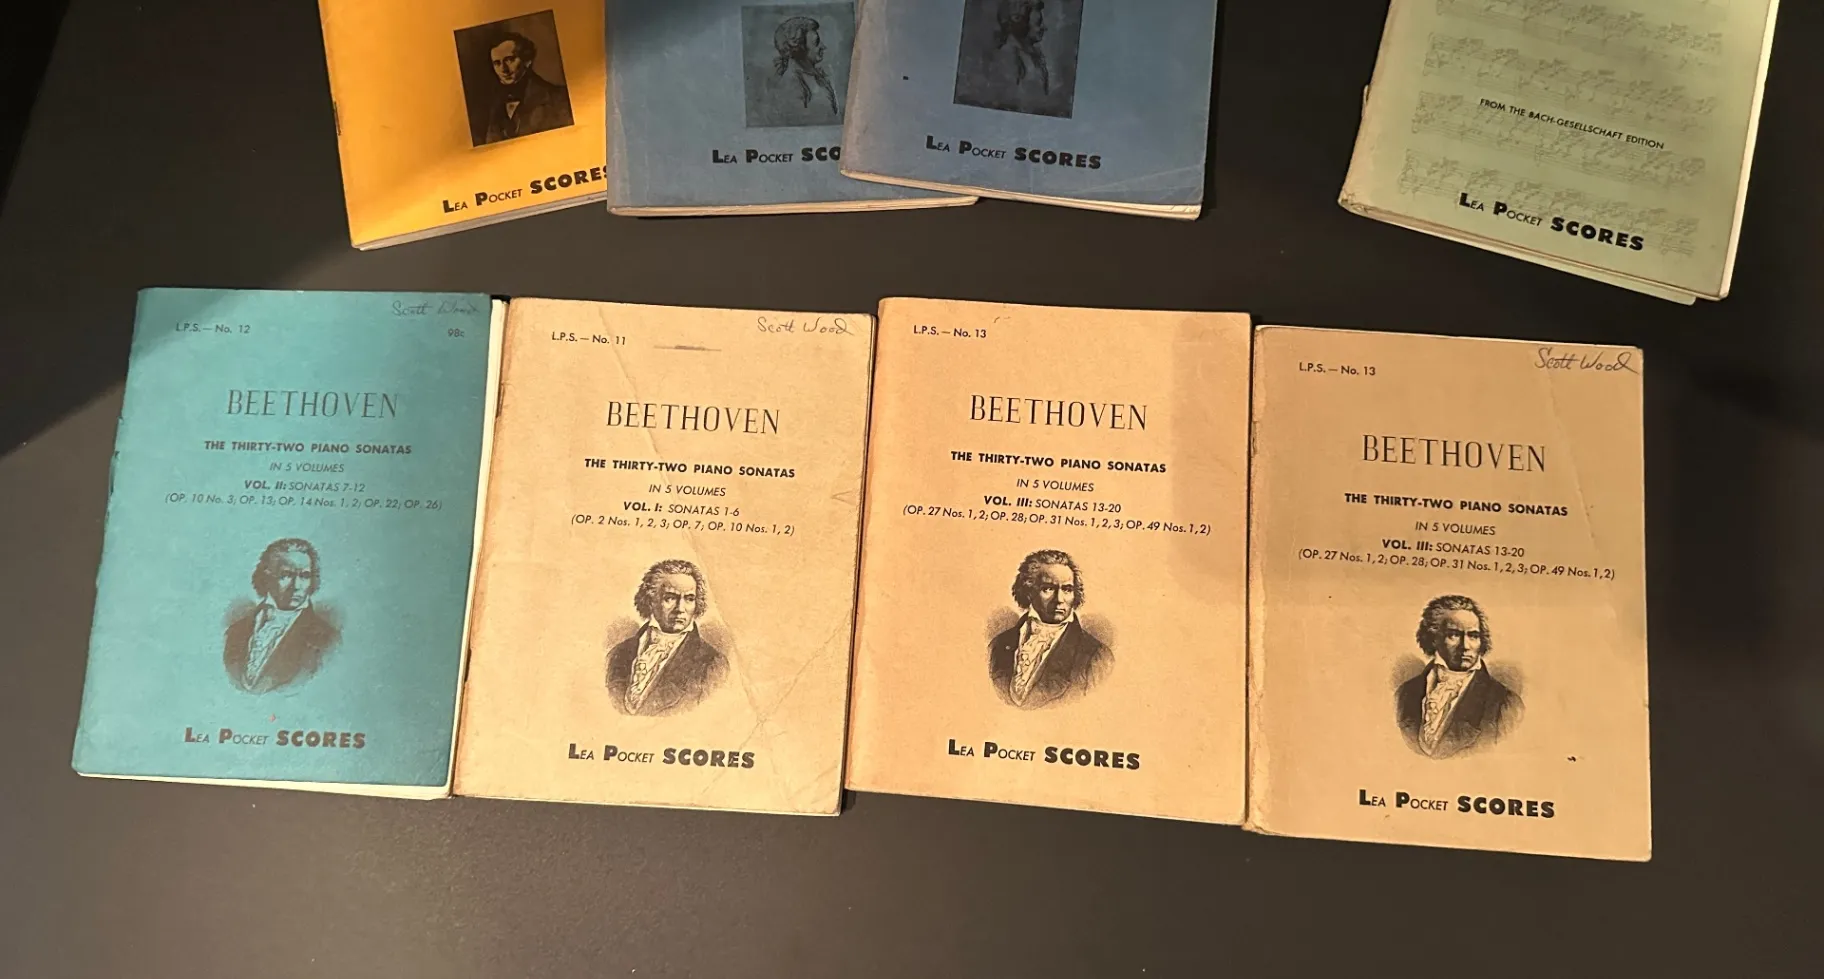 LEA POCKET SCORES
LEA POCKET SCO
LEA POCKET SCORES
FROM THE BACH-GESELLSCHAFT EDITION
LEA POCKET SCORES
Scott Wood
L.P.S. — No. 12
98c
BEETHOVEN
THE THIRTY-TWO PIANO SONATAS
IN 5 VOLUMES
VOL. II: SONATAS 7-12
(OP. 10 No. 3; OP. 13; OP. 14 Nos. 1, 2; OP. 22; OP. 26)
LEA POCKET SCORES
Scott Wood
L.P.S. — No. 11
BEETHOVEN
THE THIRTY-TWO PIANO SONATAS
IN 5 VOLUMES
VOL. I: SONATAS 1-6
(OP. 2 Nos. 1, 2, 3; OP. 7; OP. 10 Nos. 1, 2)
LEA POCKET SCORES
L.P.S. — No. 13
BEETHOVEN
THE THIRTY-TWO PIANO SONATAS
IN 5 VOLUMES
VOL. III: SONATAS 13-20
(OP. 27 Nos. 1, 2; OP. 28; OP. 31 Nos. 1, 2, 3; OP. 49 Nos. 1, 2)
LEA POCKET SCORES
Scott Wood
L.P.S. — No. 13
BEETHOVEN
THE THIRTY-TWO PIANO SONATAS
IN 5 VOLUMES
VOL. III: SONATAS 13-20
(OP. 27 Nos. 1, 2; OP. 28; OP. 31 Nos. 1, 2, 3; OP. 49 Nos. 1, 2)
LEA POCKET SCORES